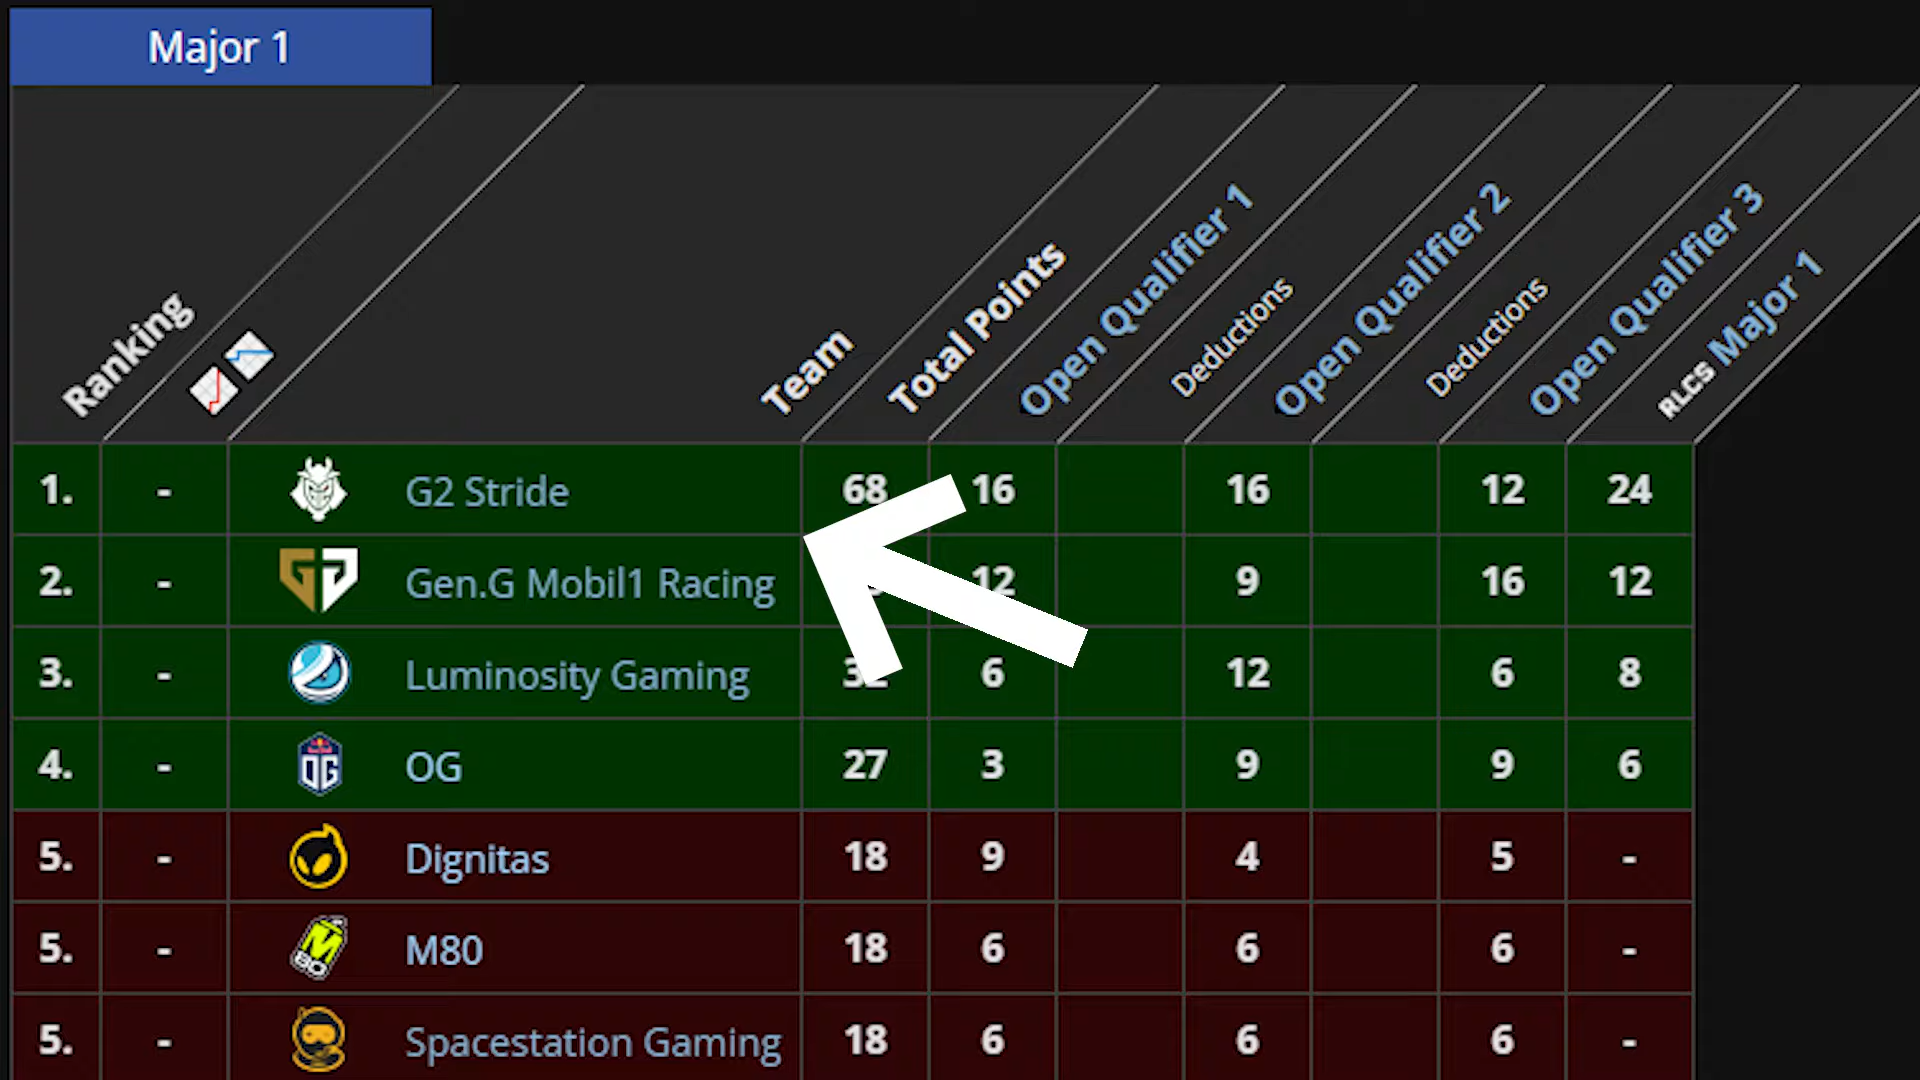 Major 1
Ranking Team Total Points Open Qualifier 1 Deductions Open Qualifier 2 Deductions Open Qualifier 3 RLCS Major 1
1. - G2 Stride 68 16 16 12 24
2. - Gen.G Mobil1 Racing 12 9 16 12
3. - Luminosity Gaming 6 12 6 8
4. - OG OG 27 3 9 9 6
5. - Dignitas 18 9 4 5 -
5. - M80 M80 18 6 6 6 -
5. - Spacestation Gaming 18 6 6 6 -